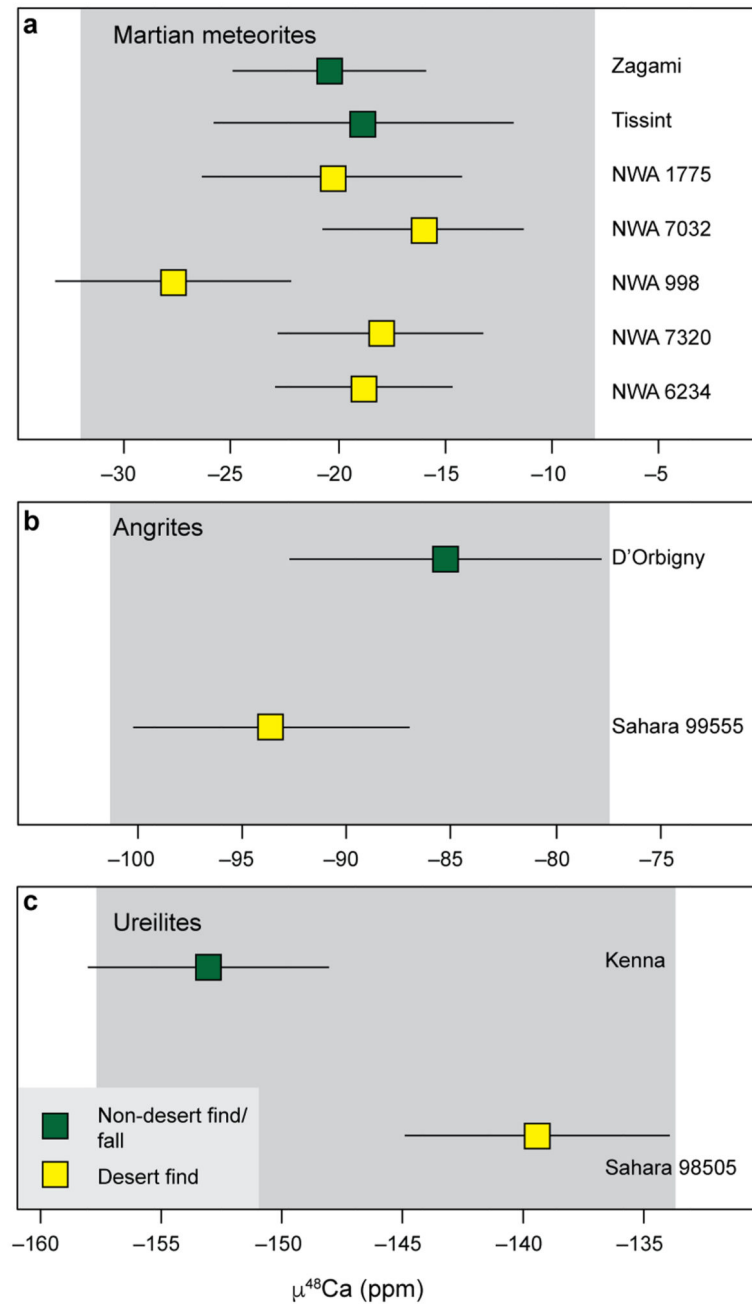 a
Martian meteorites
Zagami
Tissint
NWA 1775
NWA 7032
NWA 998
NWA 7320
NWA 6234
–30 –25 –20 –15 –10 –5
b
Angrites
D'Orbigny
Sahara 99555
–100 –95 –90 –85 –80 –75
c
Ureilites
Kenna
Non-desert find/
fall
Desert find
Sahara 98505
–160 –155 –150 –145 –140 –135
μ⁴⁸Ca (ppm)